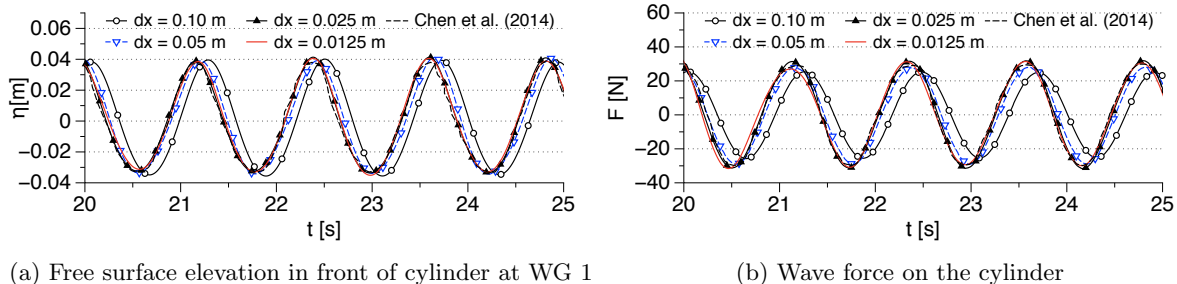 dx = 0.10 m dx = 0.025 m Chen et al. (2014)
dx = 0.05 m dx = 0.0125 m
η[m]
0.06
0.04
0.02
0
−0.02
−0.04
20 21 22 23 24 25
t [s]
(a) Free surface elevation in front of cylinder at WG 1
dx = 0.10 m dx = 0.025 m Chen et al. (2014)
dx = 0.05 m dx = 0.0125 m
F [N]
60
40
20
0
−20
−40
20 21 22 23 24 25
t [s]
(b) Wave force on the cylinder